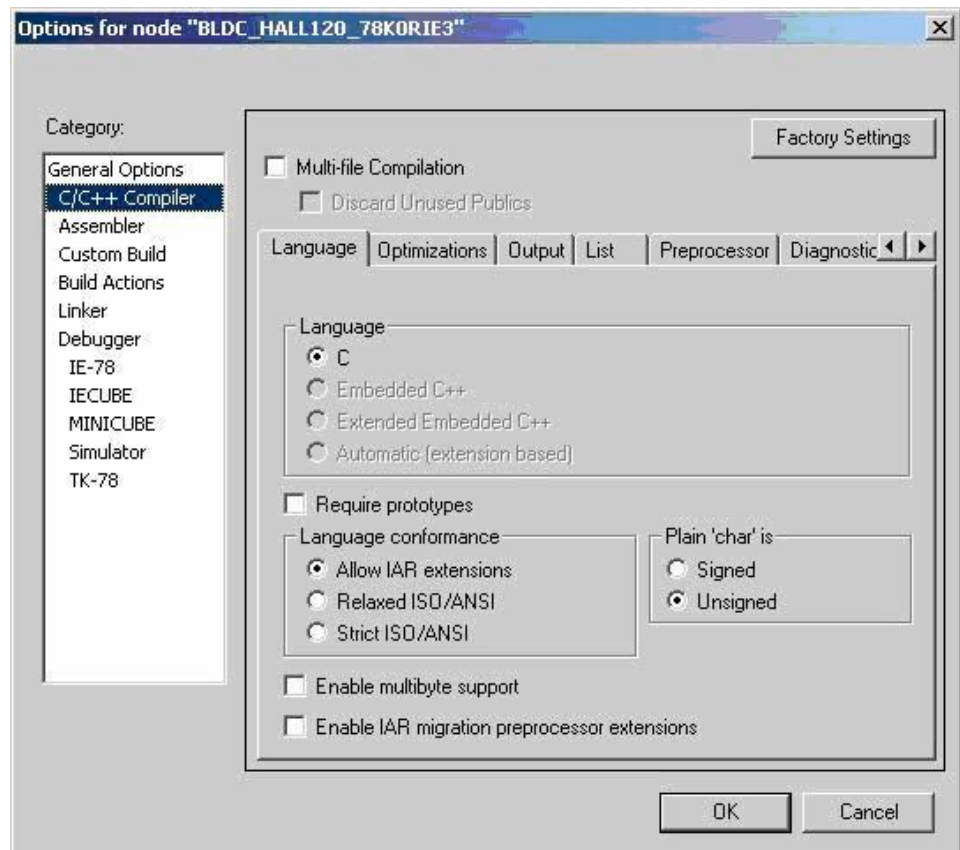 Options for node "BLDC_HALL120_78K0RIE3"
Category:
General Options
C/C++ Compiler
Assembler
Custom Build
Build Actions
Linker
Debugger
IE-78
IECUBE
MINICUBE
Simulator
TK-78
Factory Settings
Multi-file Compilation
Discard Unused Publics
Language Optimizations Output List Preprocessor Diagnostic
Language
C
Embedded C++
Extended Embedded C++
Automatic (extension based)
Require prototypes
Language conformance
Allow IAR extensions
Relaxed ISO/ANSI
Strict ISO/ANSI
Plain 'char' is
Signed
Unsigned
Enable multibyte support
Enable IAR migration preprocessor extensions
OK Cancel